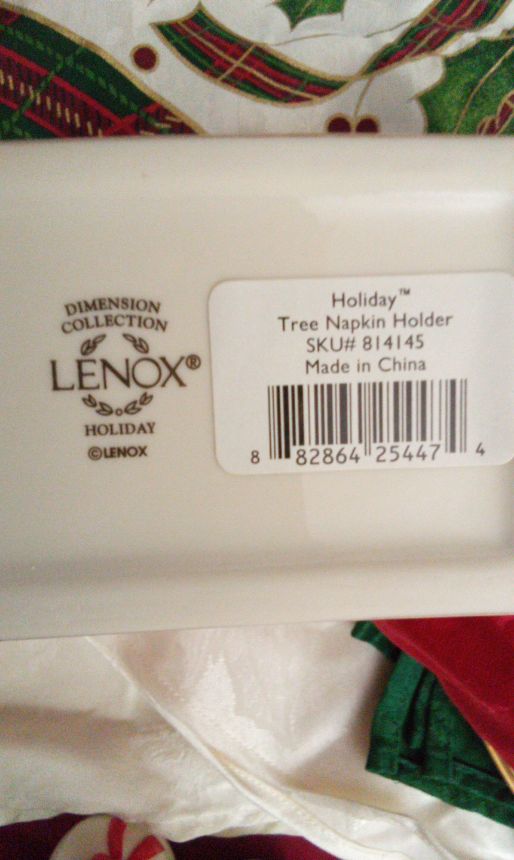 DIMENSION
COLLECTION
LENOX®
HOLIDAY
©LENOX
Holiday™
Tree Napkin Holder
SKU# 814145
Made in China
8 82864 25447 4